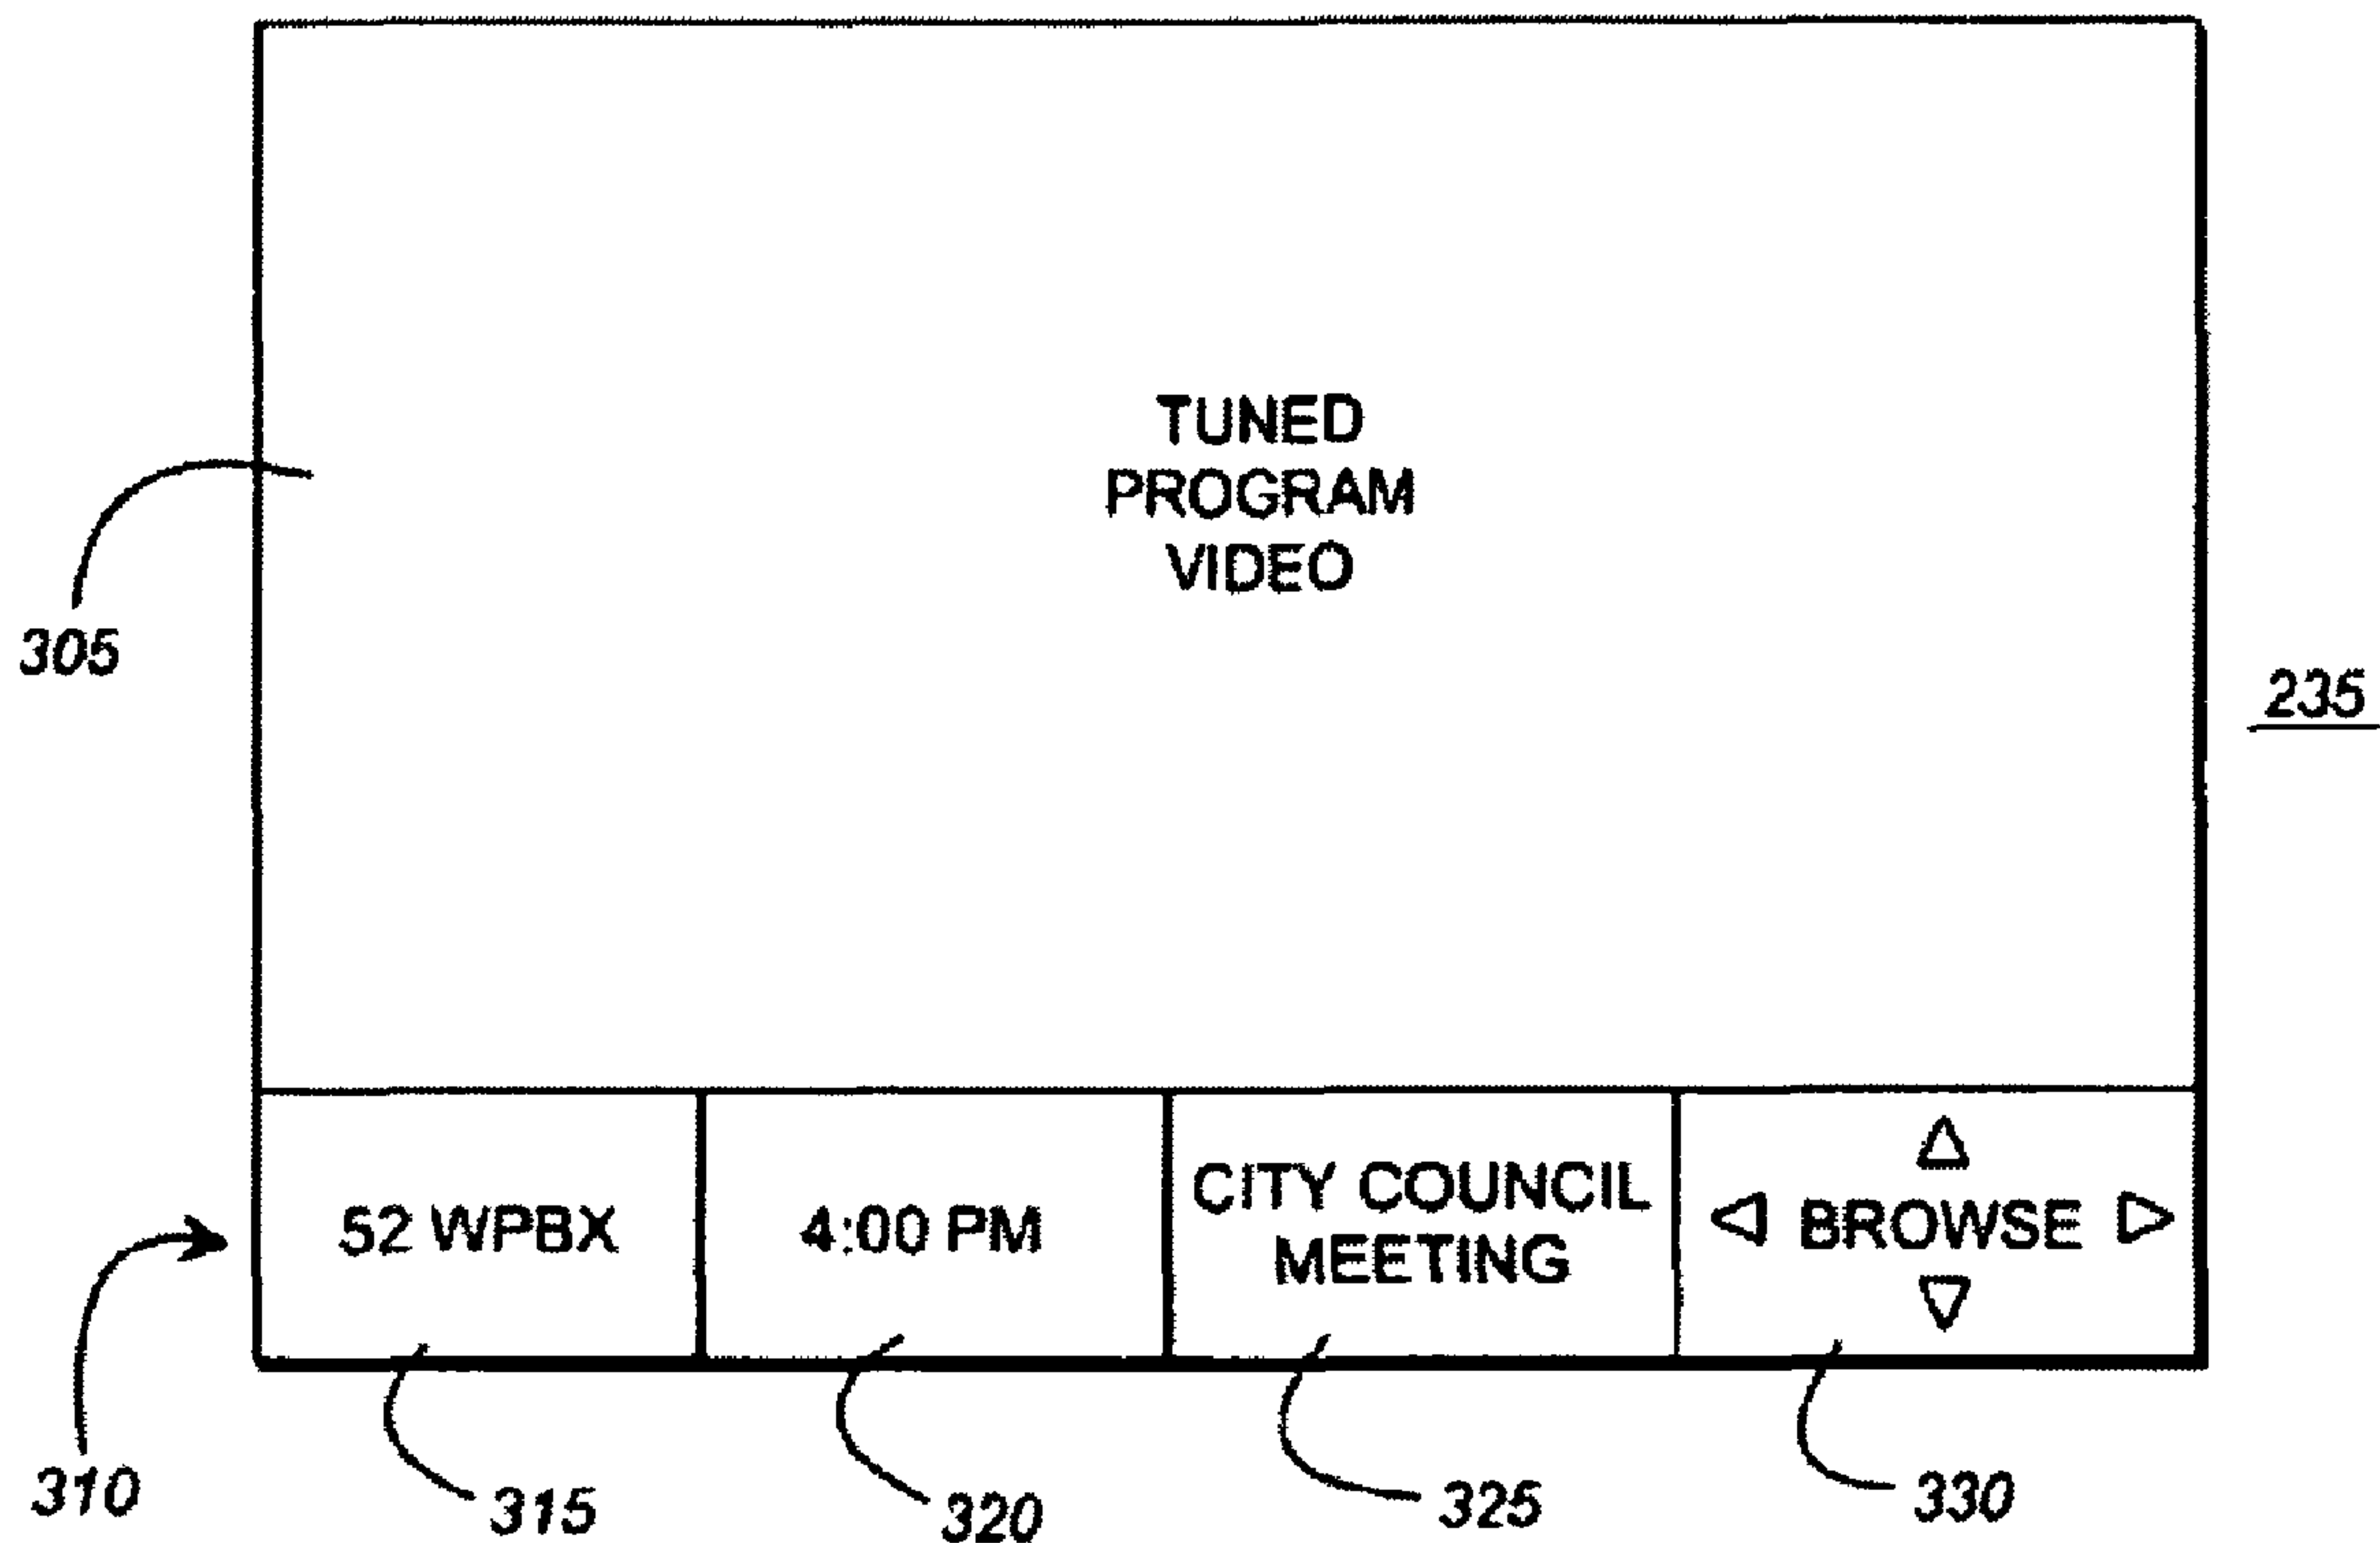 TUNED
PROGRAM
VIDEO
305
235
52 WPBX
4:00 PM
CITY COUNCIL
MEETING
BROWSE
310
315
320
325
330